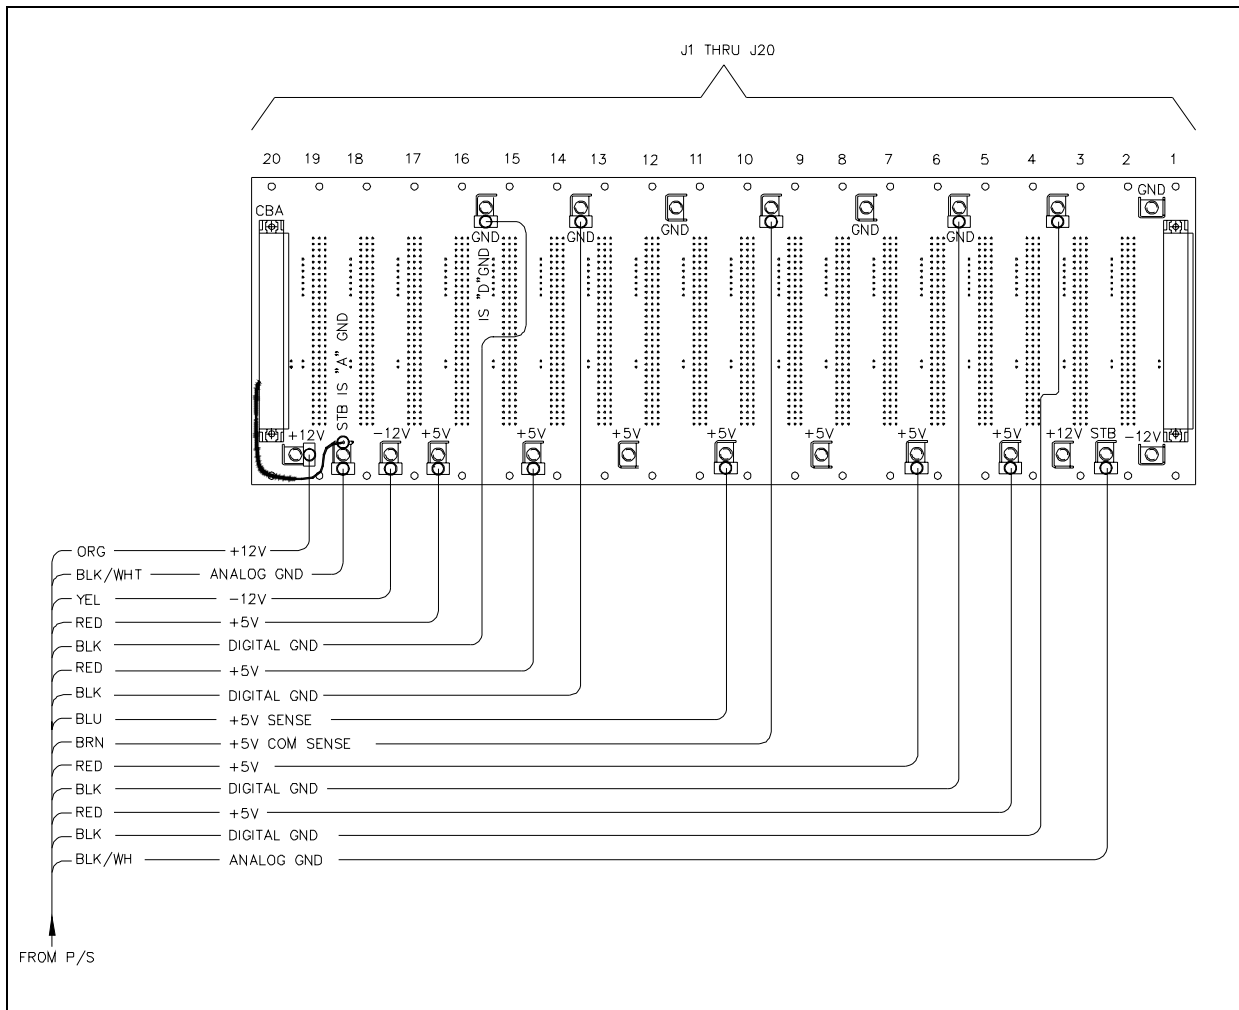 J1 THRU J20
20 19 18 17 16 15 14 13 12 11 10 9 8 7 6 5 4 3 2 1
CBA
GND
GND
GND
GND
GND
GND
IS "D"GND
STB IS "A" GND
+12V
-12V
+5V
+5V
+5V
+5V
+5V
+5V
+5V
+12V
STB
-12V
ORG +12V
BLK/WHT ANALOG GND
YEL -12V
RED +5V
BLK DIGITAL GND
RED +5V
BLK DIGITAL GND
BLU +5V SENSE
BRN +5V COM SENSE
RED +5V
BLK DIGITAL GND
RED +5V
BLK DIGITAL GND
BLK/WH ANALOG GND
FROM P/S